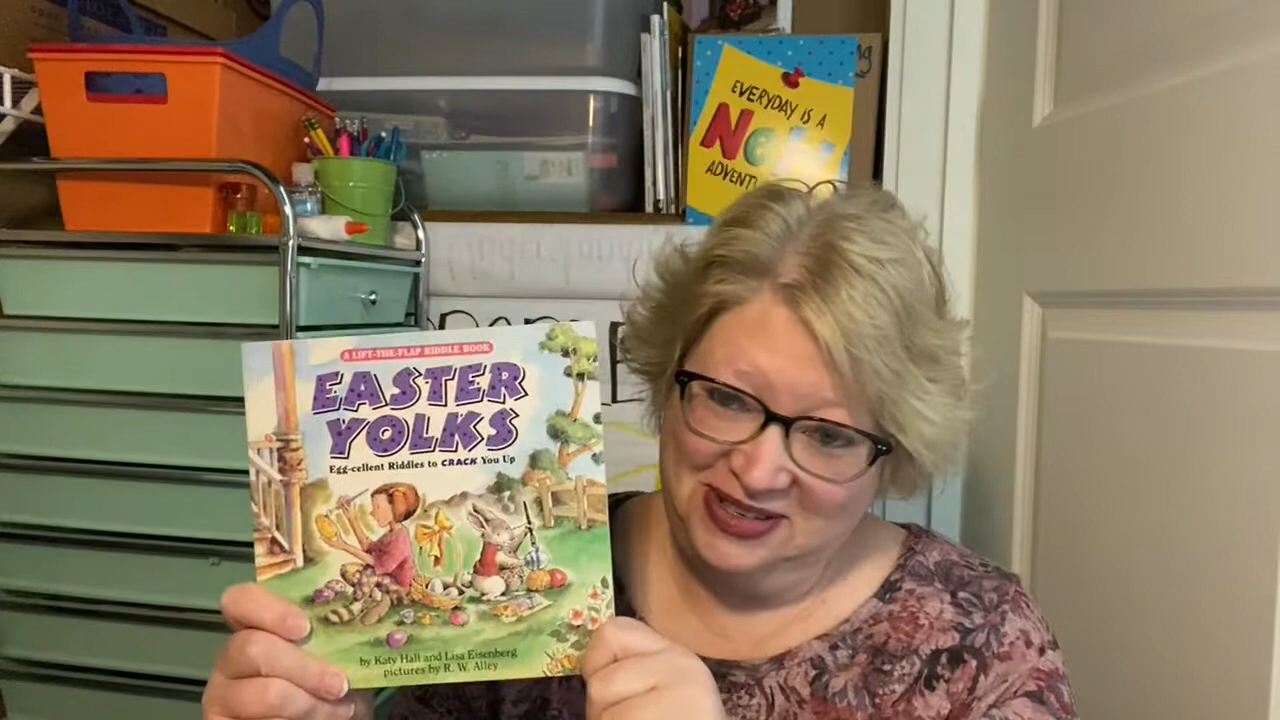 EVERYDAY IS A
NeW
A LIFT-THE-FLAP RIDDLE BOOK
EASTER
YOLKS
Egg-cellent Riddles to CRACK You Up
by Katy Hall and Lisa Eisenberg
pictures by R. W. Alley